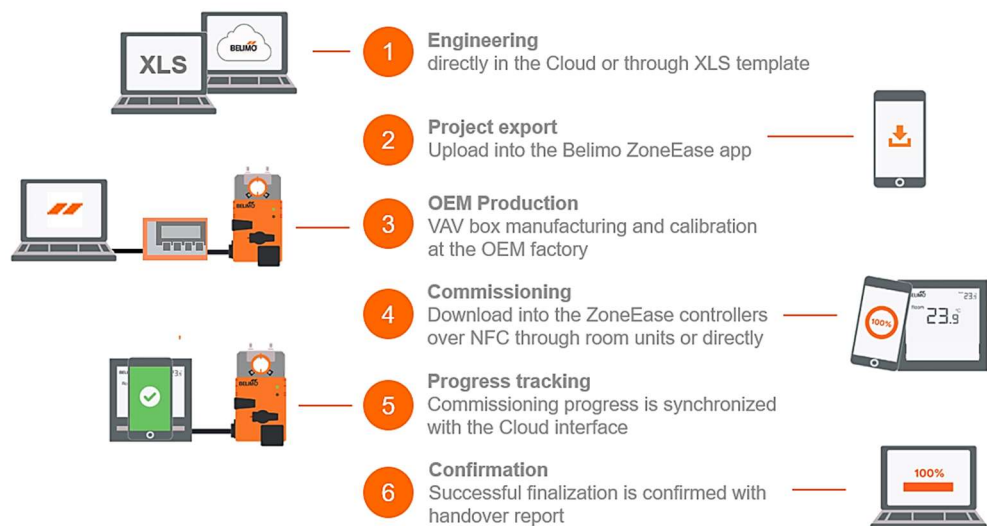 XLS
BELIMO
1
Engineering
directly in the Cloud or through XLS template
2
Project export
Upload into the Belimo ZoneEase app
BELIMO
3
OEM Production
VAV box manufacturing and calibration
at the OEM factory
4
Commissioning
Download into the ZoneEase controllers
over NFC through room units or directly
100%
BELIMO
Room
23.9
°C
BELIMO
5
Progress tracking
Commissioning progress is synchronized
with the Cloud interface
6
Confirmation
Successful finalization is confirmed with
handover report
100%